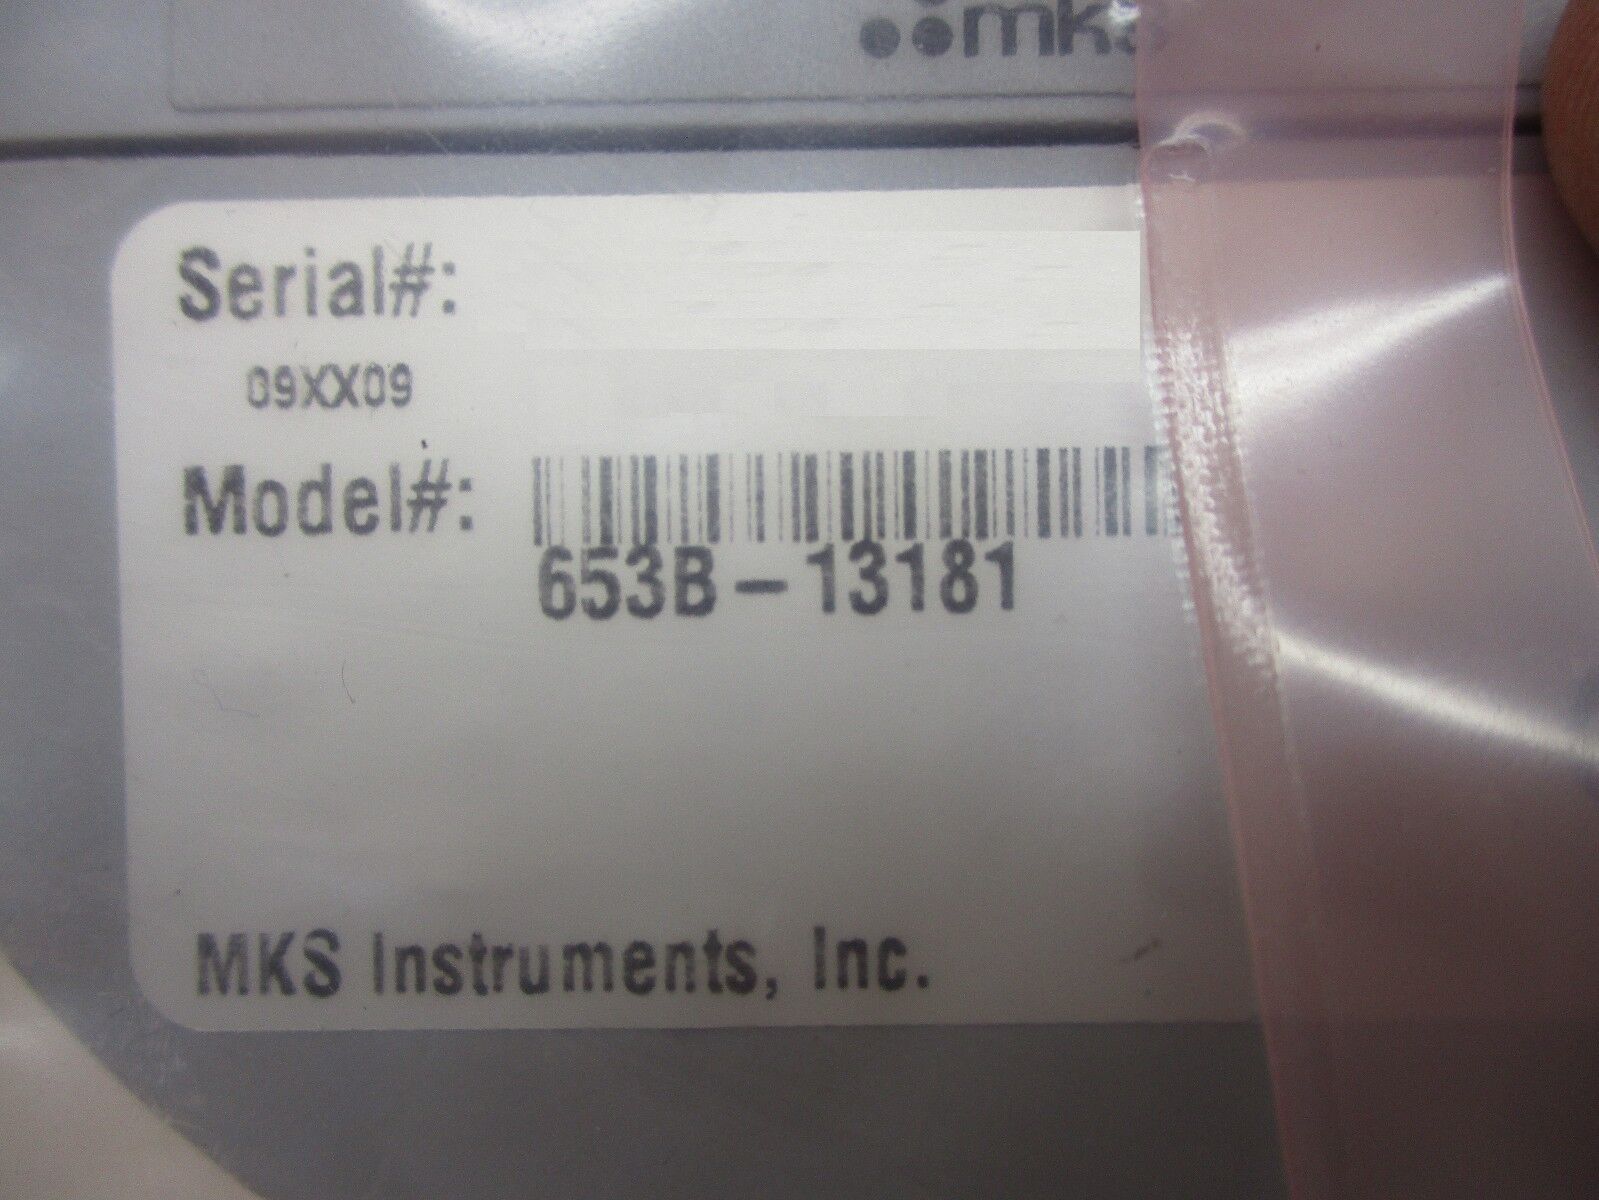 mks
Serial#:
09XX09
Model#:
653B-13181
MKS Instruments, Inc.